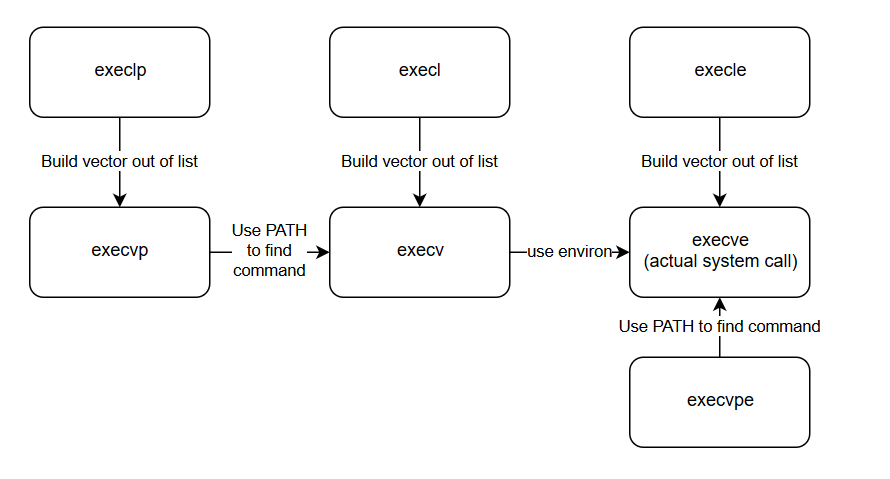 execlp
execl
execle
Build vector out of list
Build vector out of list
Build vector out of list
execvp
Use PATH
to find
command
execv
use environ
execve
(actual system call)
Use PATH to find command
execvpe